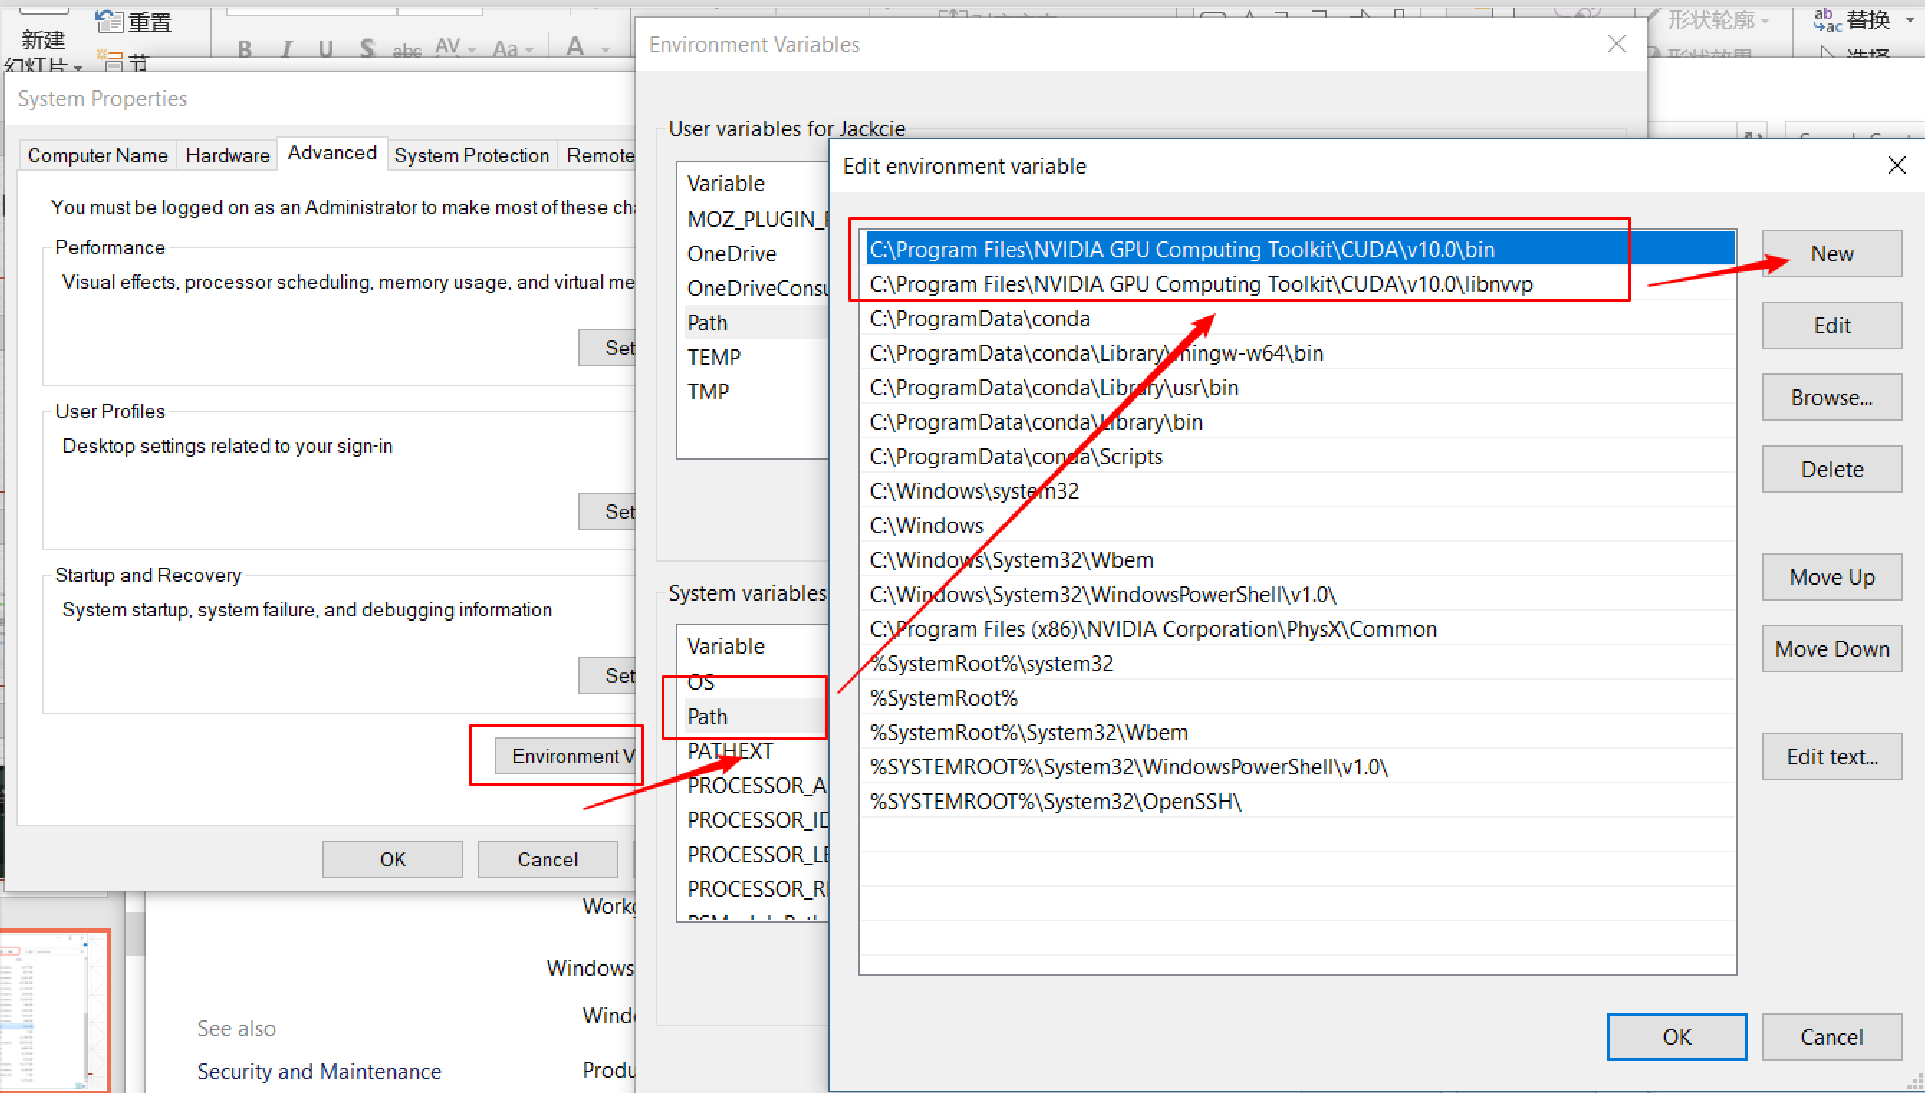 新建
幻灯片
重置
节
B I U S abc AV Aa A
形状轮廓
形状效果
替换
选择
System Properties
Computer Name
Hardware
Advanced
System Protection
Remote
You must be logged on as an Administrator to make most of these
Performance
Visual effects, processor scheduling, memory usage, and virtual
Set
User Profiles
Desktop settings related to your sign-in
Set
Startup and Recovery
System startup, system failure, and debugging information
Set
Environment V
OK
Cancel
Environment Variables
User variables for Jackcie
Variable
MOZ_PLUGIN_
OneDrive
OneDriveConsu
Path
TEMP
TMP
System variables
Variable
OS
Path
PATHEXT
PROCESSOR_A
PROCESSOR_ID
PROCESSOR_LE
PROCESSOR_R
Edit environment variable
C:\Program Files\NVIDIA GPU Computing Toolkit\CUDA\v10.0\bin
C:\Program Files\NVIDIA GPU Computing Toolkit\CUDA\v10.0\libnvvp
C:\ProgramData\conda
C:\ProgramData\conda\Library\mingw-w64\bin
C:\ProgramData\conda\Library\usr\bin
C:\ProgramData\conda\Library\bin
C:\ProgramData\conda\Scripts
C:\Windows\system32
C:\Windows
C:\Windows\System32\Wbem
C:\Windows\System32\WindowsPowerShell\v1.0\
C:\Program Files (x86)\NVIDIA Corporation\PhysX\Common
%SystemRoot%\system32
%SystemRoot%
%SystemRoot%\System32\Wbem
%SYSTEMROOT%\System32\WindowsPowerShell\v1.0\
%SYSTEMROOT%\System32\OpenSSH\
New
Edit
Browse...
Delete
Move Up
Move Down
Edit text...
OK
Cancel
Workg
Windows
Windo
Produ
See also
Security and Maintenance